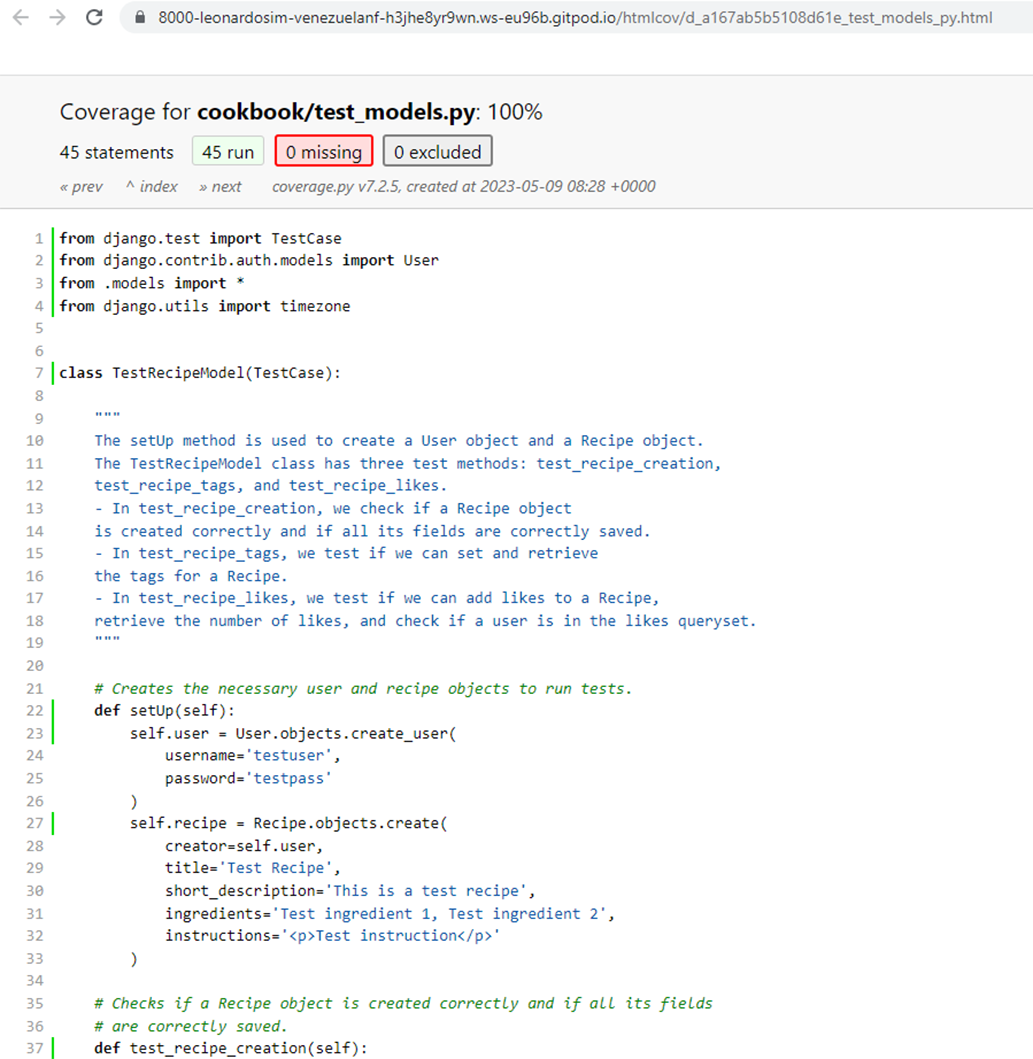 8000-leonardosim-venezuelanf-h3jhe8yr9wn.ws-eu96b.gitpod.io/htmlcov/d_a167ab5b5108d61e_test_models_py.html
Coverage for cookbook/test_models.py: 100%
45 statements 45 run 0 missing 0 excluded
« prev ^ index » next coverage.py v7.2.5, created at 2023-05-09 08:28 +0000
1 from django.test import TestCase
2 from django.contrib.auth.models import User
3 from .models import *
4 from django.utils import timezone
5
6
7 class TestRecipeModel(TestCase):
8
9     """
10     The setUp method is used to create a User object and a Recipe object.
11     The TestRecipeModel class has three test methods: test_recipe_creation,
12     test_recipe_tags, and test_recipe_likes.
13     - In test_recipe_creation, we check if a Recipe object
14     is created correctly and if all its fields are correctly saved.
15     - In test_recipe_tags, we test if we can set and retrieve
16     the tags for a Recipe.
17     - In test_recipe_likes, we test if we can add likes to a Recipe,
18     retrieve the number of likes, and check if a user is in the likes queryset.
19     """
20
21     # Creates the necessary user and recipe objects to run tests.
22     def setUp(self):
23         self.user = User.objects.create_user(
24             username='testuser',
25             password='testpass'
26         )
27         self.recipe = Recipe.objects.create(
28             creator=self.user,
29             title='Test Recipe',
30             short_description='This is a test recipe',
31             ingredients='Test ingredient 1, Test ingredient 2',
32             instructions='<p>Test instruction</p>'
33         )
34
35     # Checks if a Recipe object is created correctly and if all its fields
36     # are correctly saved.
37     def test_recipe_creation(self):